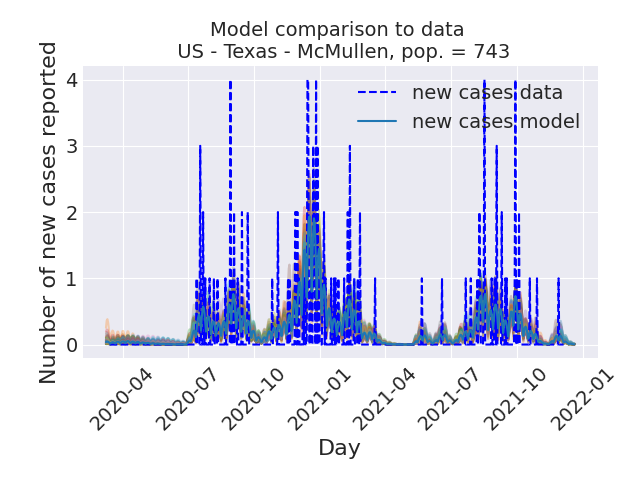 Model comparison to data
US - Texas - McMullen, pop. = 743
Number of new cases reported
4
3
2
1
0
new cases data
new cases model
2020-04
2020-07
2020-10
2021-01
2021-04
2021-07
2021-10
2022-01
Day